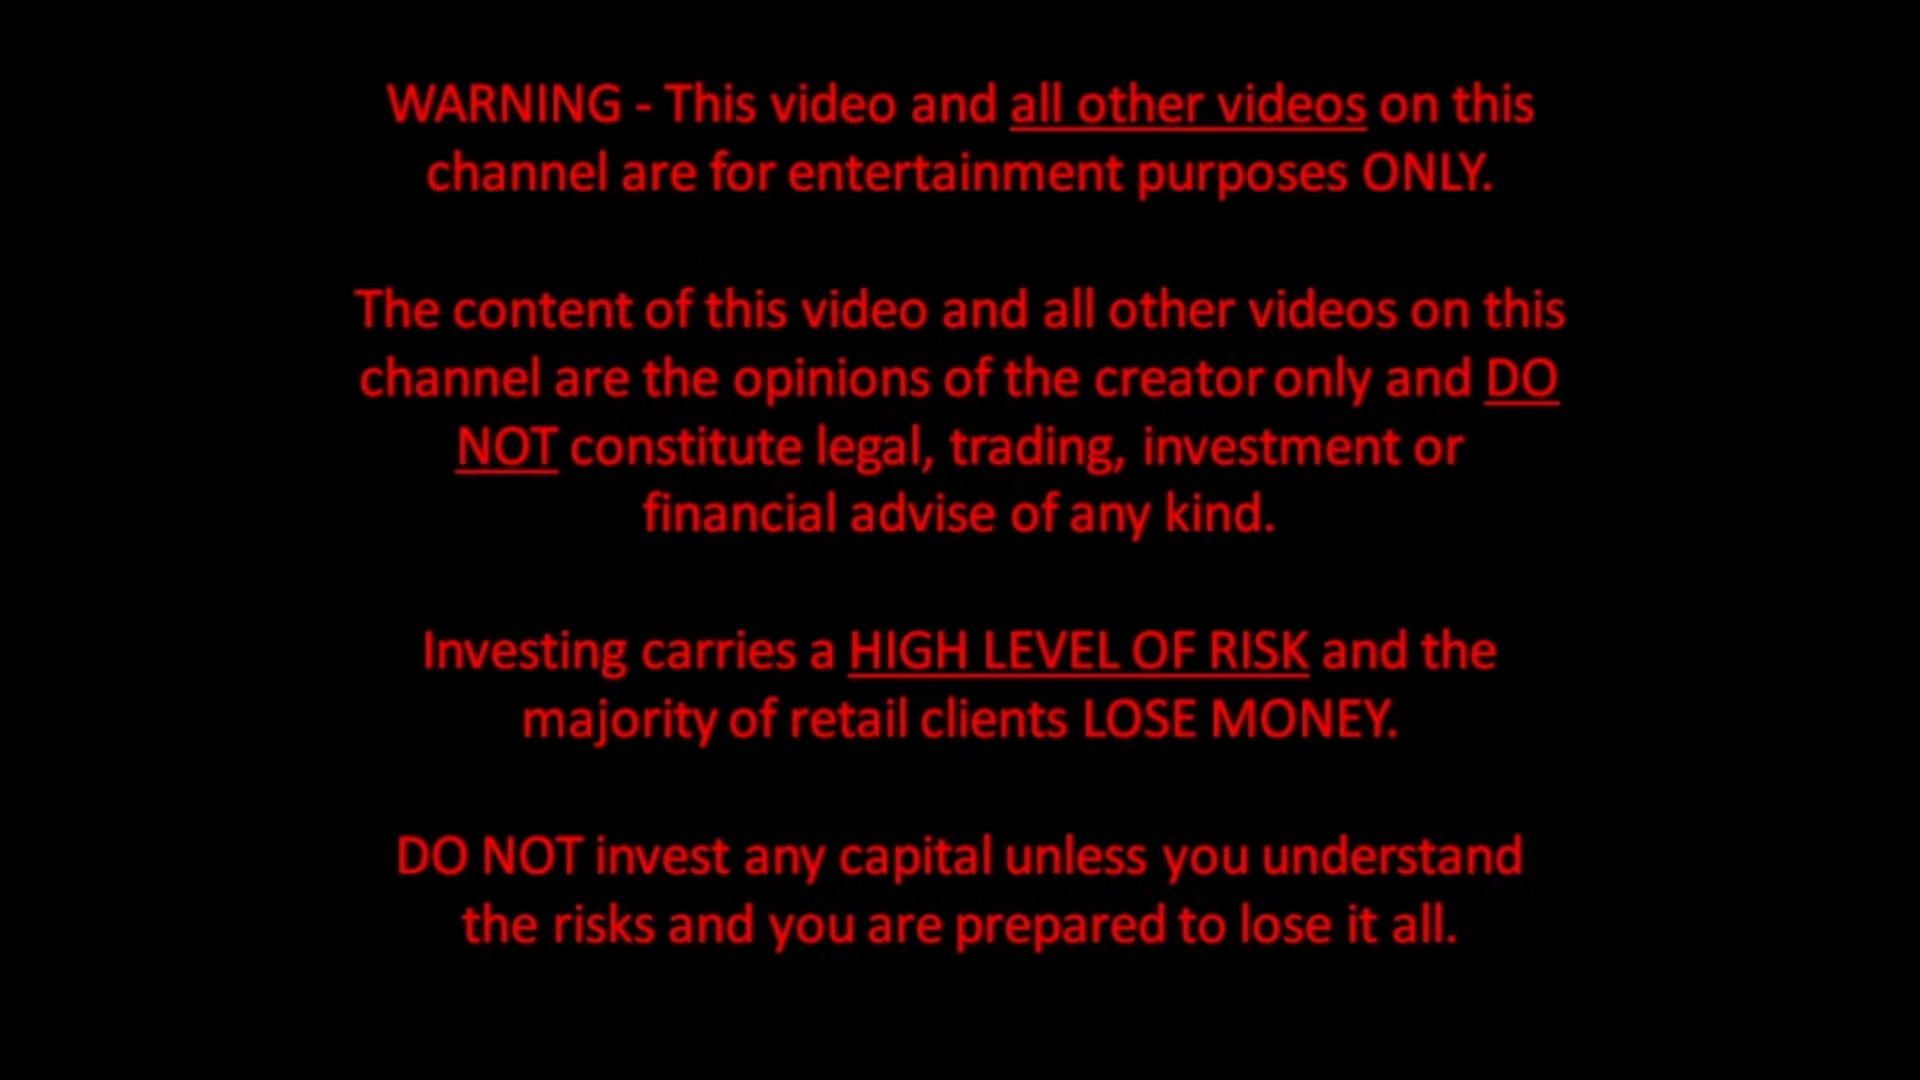 WARNING - This video and all other videos on this
channel are for entertainment purposes ONLY.
The content of this video and all other videos on this
channel are the opinions of the creator only and DO
NOT constitute legal, trading, investment or
financial advise of any kind.
Investing carries a HIGH LEVEL OF RISK and the
majority of retail clients LOSE MONEY.
DO NOT invest any capital unless you understand
the risks and you are prepared to lose it all.